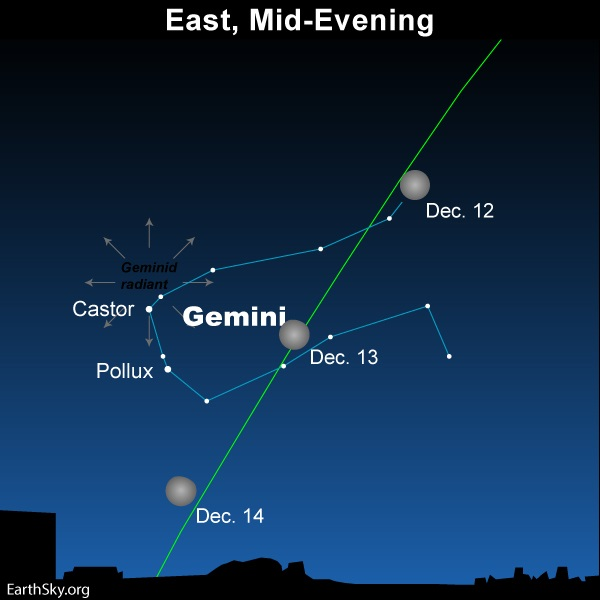 East, Mid-Evening
Dec. 12
Geminid
radiant
Castor
Gemini
Dec. 13
Pollux
Dec. 14
EarthSky.org